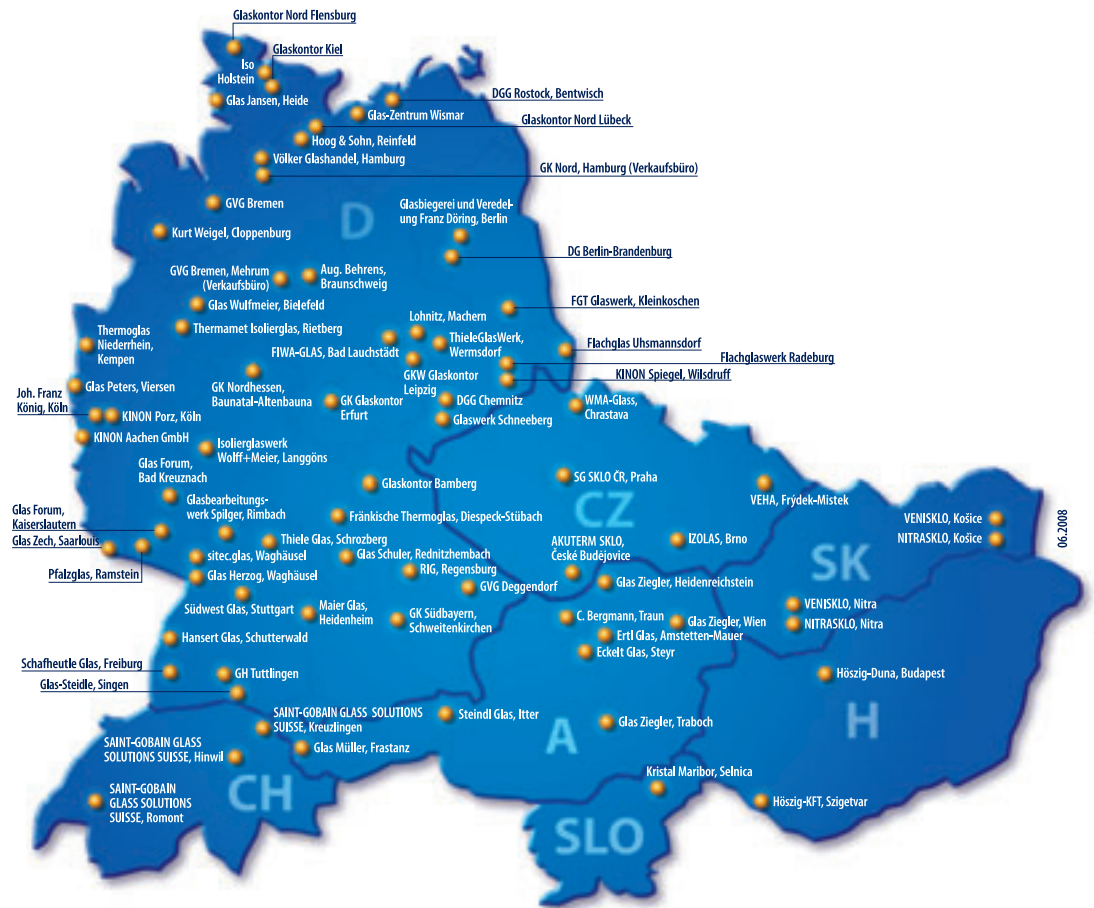 Glaskontor Nord Flensburg
Glaskontor Kiel
Iso
Holstein
Glas Jansen, Heide
DGG Rostock, Bentwisch
Glas-Zentrum Wismar
Glaskontor Nord Lübeck
Hoog & Sohn, Reinfeld
Völker Glashandel, Hamburg
GK Nord, Hamburg (Verkaufsbüro)
GVG Bremen
Glasbiegerei und Veredel-
ung Franz Döring, Berlin
D
Kurt Weigel, Cloppenburg
DG Berlin-Brandenburg
GVG Bremen, Mehrum
(Verkaufsbüro)
Aug. Behrens,
Braunschweig
Glas Wulfmeier, Bielefeld
FGT Glaswerk, Kleinkoschen
Thermoglas
Niederrhein,
Kempen
Thermamet Isolierglas, Rietberg
Lohnitz, Machern
ThieleGlasWerk,
Wermsdorf
Flachglas Uhsmannsdorf
FIWA-GLAS, Bad Lauchstädt
Flachglaswerk Radeburg
GKW Glaskontor
Leipzig
KINON Spiegel, Wilsdruff
Joh. Franz
König, Köln
Glas Peters, Viersen
GK Nordhessen,
Baunatal-Altenbauna
GK Glaskontor
Erfurt
DGG Chemnitz
WMA-Glass,
Chrastava
KINON Porz, Köln
Glaswerk Schneeberg
KINON Aachen GmbH
Isolierglaswerk
Wolff+Meier, Langgöns
Glas Forum,
Bad Kreuznach
Glaskontor Bamberg
SG SKLO ČR, Praha
VEHA, Frýdek-Mistek
Glasbearbeitungs-
werk Spilger, Rimbach
CZ
Glas Forum,
Kaiserslautern
Fränkische Thermoglas, Diespeck-Stübach
VENISKLO, Košice
NITRASKLO, Košice
06.2008
Glas Zech, Saarlouis
Thiele Glas, Schrozberg
AKUTERM SKLO,
České Budějovice
IZOLAS, Brno
Pfalzglas, Ramstein
sitec.glas, Waghäusel
Glas Schuler, Rednitzhembach
SK
Glas Herzog, Waghäusel
RIG, Regensburg
GVG Deggendorf
Glas Ziegler, Heidenreichstein
Südwest Glas, Stuttgart
Maier Glas,
Heidenheim
GK Südbayern,
Schweitenkirchen
C. Bergmann, Traun
Glas Ziegler, Wien
VENISKLO, Nitra
NITRASKLO, Nitra
Hansert Glas, Schutterwald
Ertl Glas, Amstetten-Mauer
Eckelt Glas, Steyr
Schafheutle Glas, Freiburg
GH Tuttlingen
Höszig-Duna, Budapest
Glas-Steidle, Singen
SAINT-GOBAIN GLASS SOLUTIONS
SUISSE, Kreuzlingen
Steindl Glas, Itter
Glas Ziegler, Traboch
A
H
SAINT-GOBAIN GLASS
SOLUTIONS SUISSE, Hinwil
Glas Müller, Frastanz
Kristal Maribor, Selnica
SAINT-GOBAIN
GLASS SOLUTIONS
SUISSE, Romont
CH
Höszig-KFT, Szigetvar
SLO